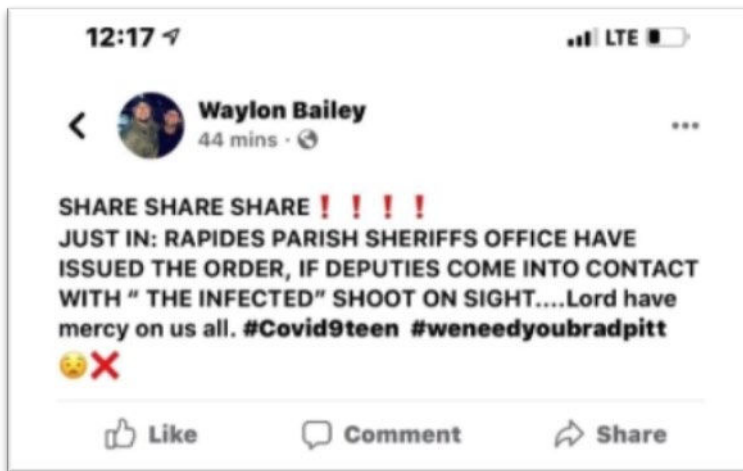 12:17 LTE
Waylon Bailey
44 mins ·
SHARE SHARE SHARE❗❗❗❗
JUST IN: RAPIDES PARISH SHERIFFS OFFICE HAVE
ISSUED THE ORDER, IF DEPUTIES COME INTO CONTACT
WITH “ THE INFECTED” SHOOT ON SIGHT....Lord have
mercy on us all. #Covid9teen #weneedyoubradpitt
😧❌
Like Comment Share